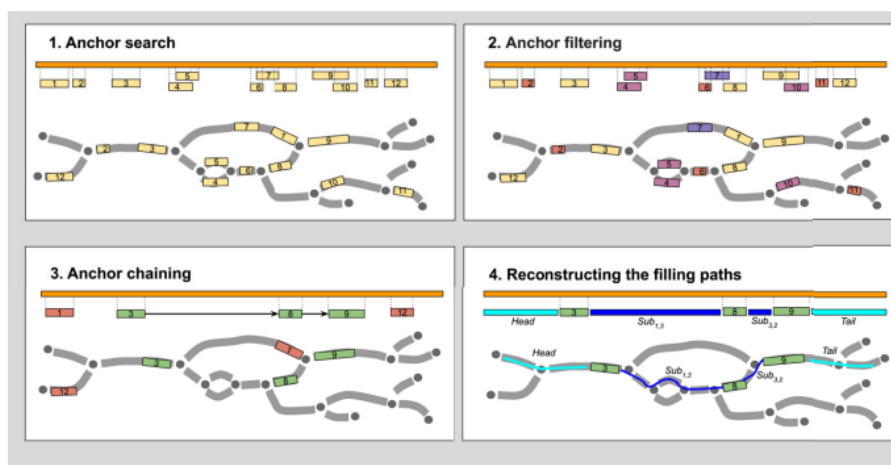 1. Anchor search
1 2 3 4 5 6 7 8 9 10 11 12
7
2 3 1 9
5
4 6 8
12 10 11
2. Anchor filtering
1 2 3 4 5 6 7 8 9 10 11 12
7
2 3 1 9
5
4 6 8
12 10 11
3. Anchor chaining
1 3 8 9 12
3 1 9
12 8
4. Reconstructing the filling paths
3 8 9
Head Sub1,3 Sub3,2 Tail
Head Tail
3 Sub1,3 9
8 Sub3,2